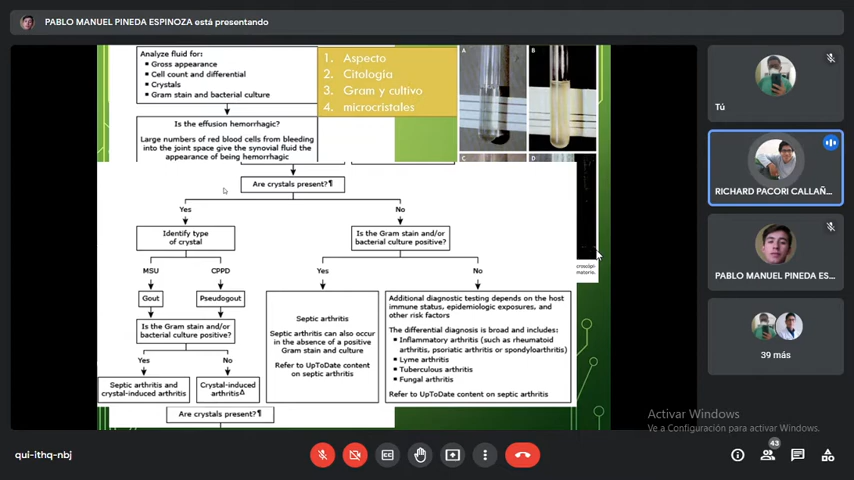 PABLO MANUEL PINEDA ESPINOZA está presentando
Analyze fluid for:
▪ Gross appearance
▪ Cell count and differential
▪ Crystals
▪ Gram stain and bacterial culture
1. Aspecto
2. Citología
3. Gram y cultivo
4. microcristales
A
B
C
D
Is the effusion hemorrhagic?
Large numbers of red blood cells from bleeding
into the joint space give the synovial fluid the
appearance of being hemorrhagic
Are crystals present?¶
Yes
No
Identify type
of crystal
Is the Gram stain and/or
bacterial culture positive?
MSU
CPPD
Yes
No
Gout
Pseudogout
Is the Gram stain and/or
bacterial culture positive?
Yes
No
Septic arthritis and
crystal-induced arthritis
Crystal-induced
arthritisΔ
Septic arthritis
Septic arthritis can also occur
in the absence of a positive
Gram stain and culture
Refer to UpToDate content
on septic arthritis
Additional diagnostic testing depends on the host
immune status, epidemiologic exposures, and
other risk factors
The differential diagnosis is broad and includes:
▪ Inflammatory arthritis (such as rheumatoid
arthritis, psoriatic arthritis or spondyloarthritis)
▪ Lyme arthritis
▪ Tuberculous arthritis
▪ Fungal arthritis
Refer to UpToDate content on septic arthritis
Are crystals present?¶
Tú
RICHARD PACORI CALLAÑ...
PABLO MANUEL PINEDA ES...
39 más
Activar Windows
Ve a Configuración para activar Windows.
qui-ithq-nbj
CC
43